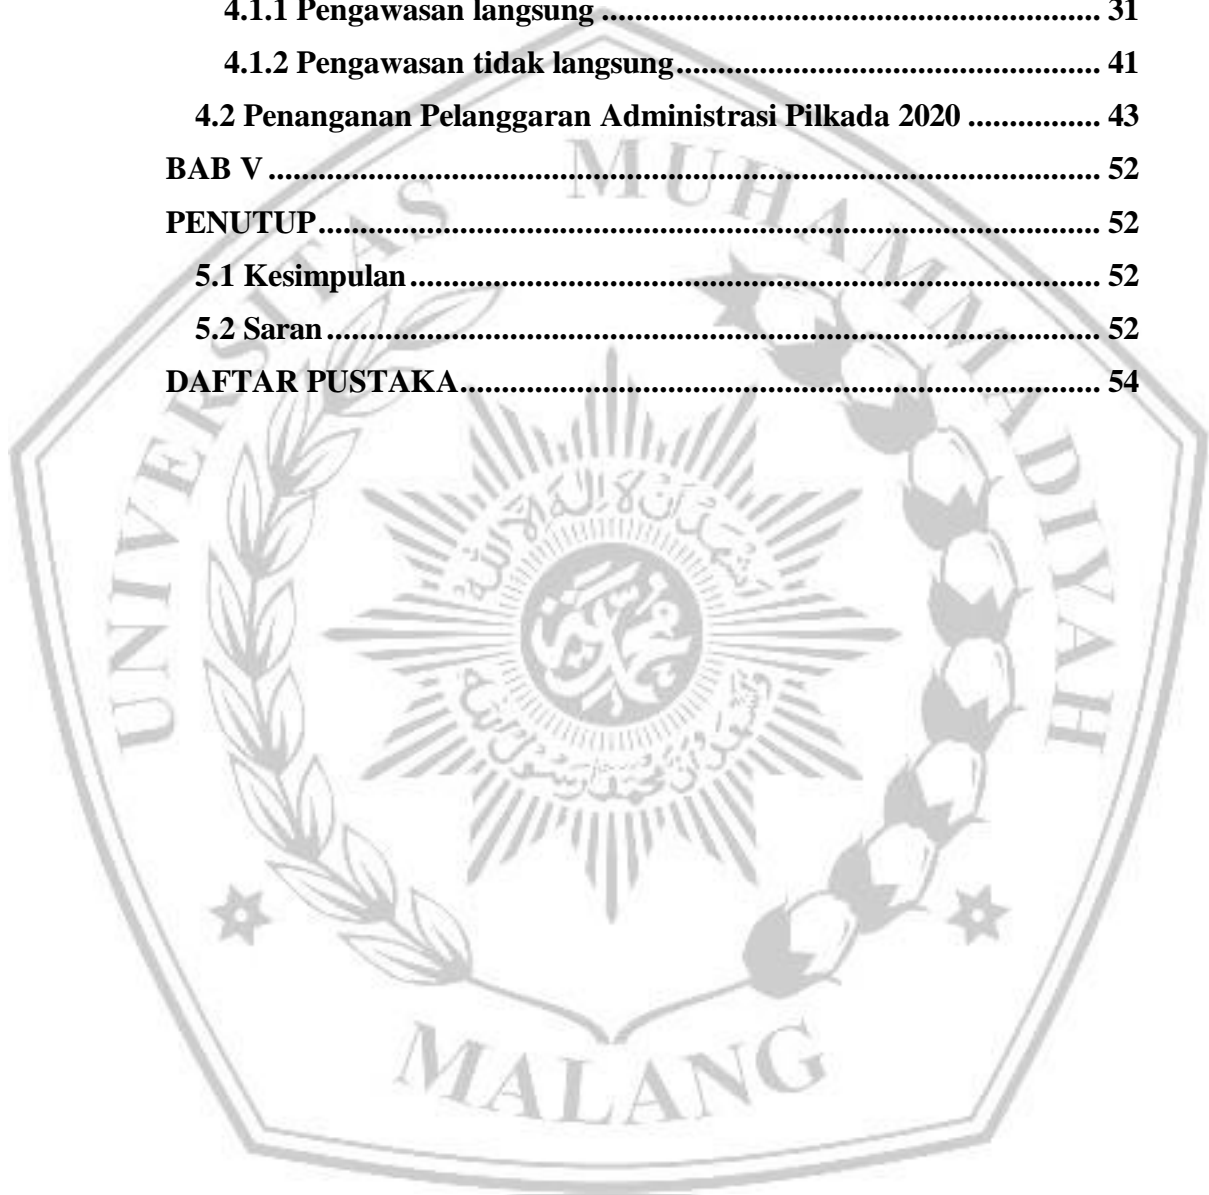 4.1.1 Pengawasan langsung ........................................................................ 31
4.1.2 Pengawasan tidak langsung ............................................................. 41
4.2 Penanganan Pelanggaran Administrasi Pilkada 2020 ................ 43
BAB V ........................................................................................................ 52
PENUTUP .................................................................................................. 52
5.1 Kesimpulan ....................................................................................... 52
5.2 Saran ................................................................................................. 52
DAFTAR PUSTAKA ................................................................................ 54
UNIVERSITAS MUHAMMADIYAH
MALANG